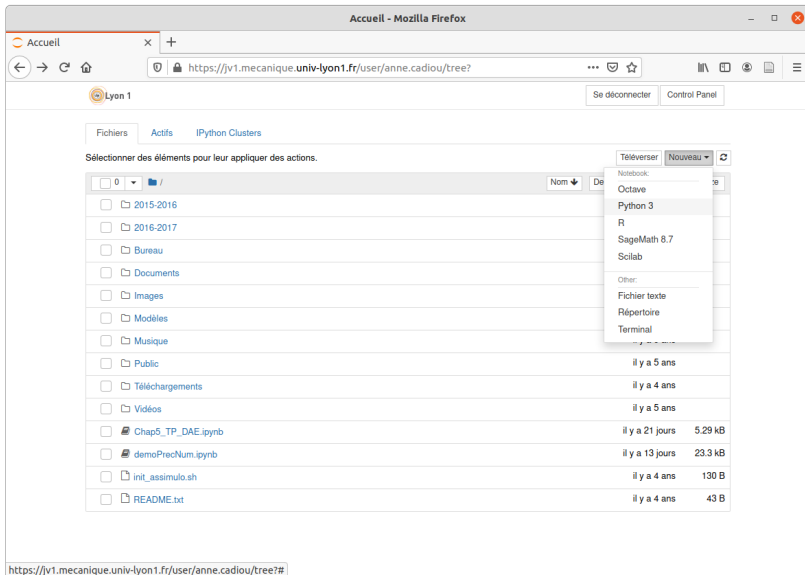 Accueil - Mozilla Firefox
Accueil × +
https://jv1.mecanique.univ-lyon1.fr/user/anne.cadiou/tree?
Lyon 1 Se déconnecter Control Panel
Fichiers Actifs IPython Clusters
Sélectionner des éléments pour leur appliquer des actions. Téléverser Nouveau
0 / Nom De
Notebook:
Octave
Python 3
R
SageMath 8.7
Scilab
Other:
Fichier texte
Répertoire
Terminal
2015-2016
2016-2017
Bureau
Documents
Images
Modèles
Musique
Public il y a 5 ans
Téléchargements il y a 4 ans
Vidéos il y a 5 ans
Chap5_TP_DAE.ipynb il y a 21 jours 5.29 kB
demoPrecNum.ipynb il y a 13 jours 23.3 kB
init_assimulo.sh il y a 4 ans 130 B
README.txt il y a 4 ans 43 B
https://jv1.mecanique.univ-lyon1.fr/user/anne.cadiou/tree?#